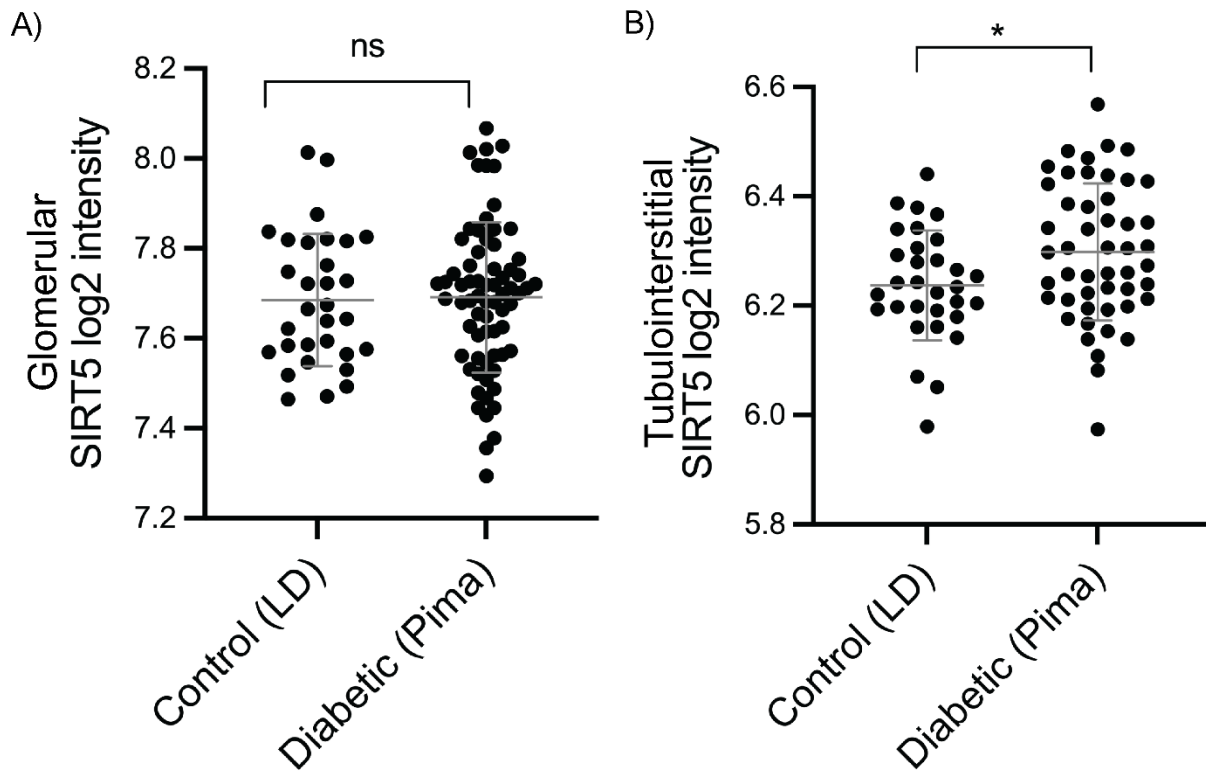 A)
ns
8.2
8.0
7.8
7.6
7.4
7.2
Glomerular
SIRT5 log2 intensity
Control (LD)
Diabetic (Pima)
B)
*
6.6
6.4
6.2
6.0
5.8
Tubulointerstitial
SIRT5 log2 intensity
Control (LD)
Diabetic (Pima)